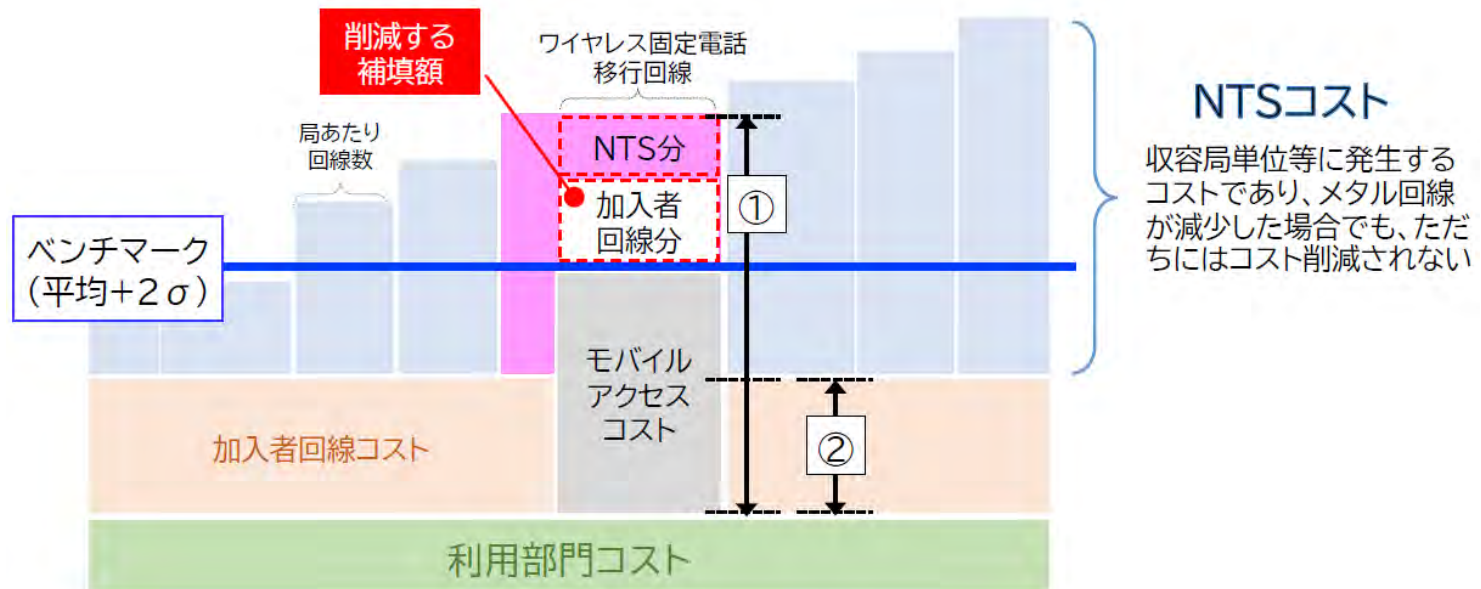 削減する
補填額
ワイヤレス固定電話
移行回線
局あたり
回線数
NTS分
加入者
回線分
①
NTSコスト
収容局単位等に発生する
コストであり、メタル回線
が減少した場合でも、ただ
ちにはコスト削減されない
ベンチマーク
(平均+2σ)
モバイル
アクセス
コスト
加入者回線コスト
②
利用部門コスト